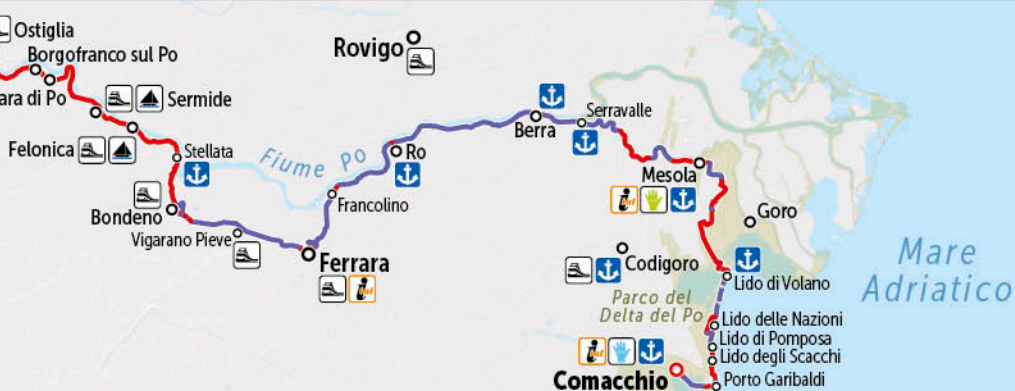 Ostiglia
Borgofranco sul Po
Rovigo
ara di Po
Sermide
Serravalle
Berra
Felonica
Stellata
Fiume Po
Ro
Mesola
Bondeno
Francolino
Goro
Vigarano Pieve
Ferrara
Codigoro
Mare
Adriatico
Lido di Volano
Parco del
Delta del Po
Lido delle Nazioni
Lido di Pomposa
Lido degli Scacchi
Comacchio
Porto Garibaldi